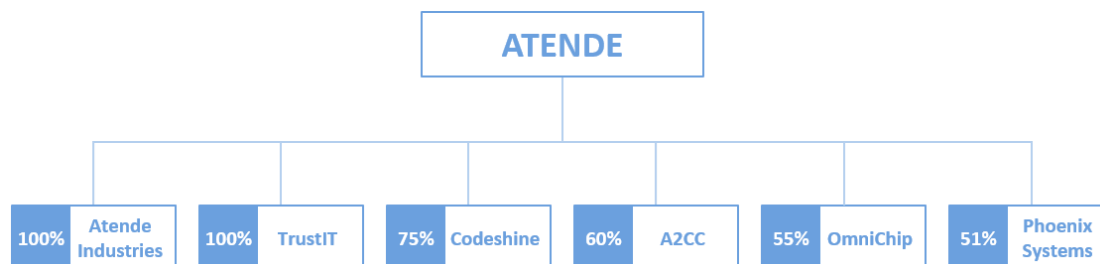 ATENDE
100%
Atende
Industries
100%
TrustIT
75%
Codeshine
60%
A2CC
55%
OmniChip
51%
Phoenix
Systems